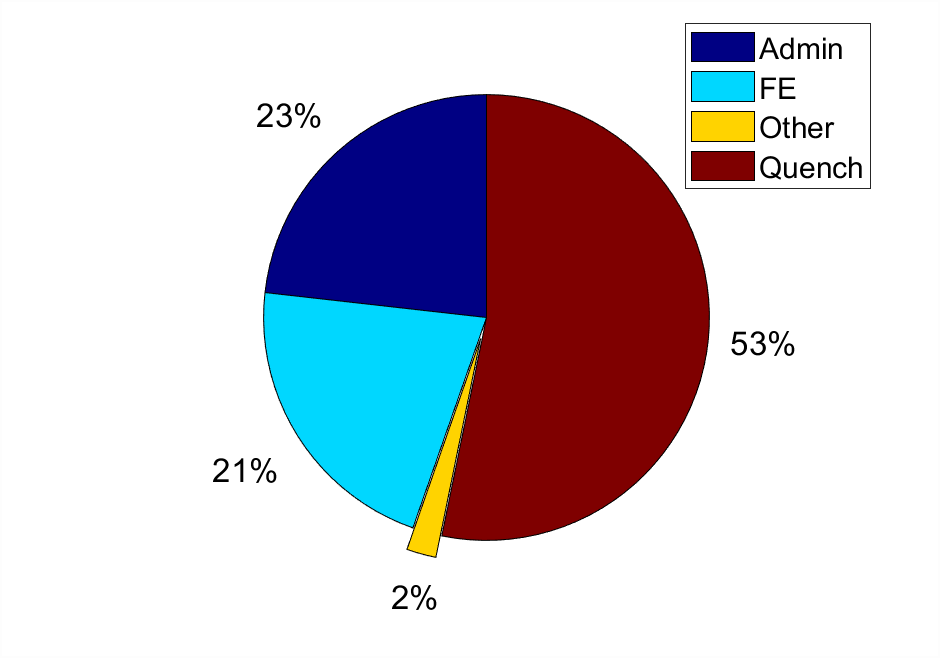 Admin
FE
Other
Quench
23%
53%
21%
2%